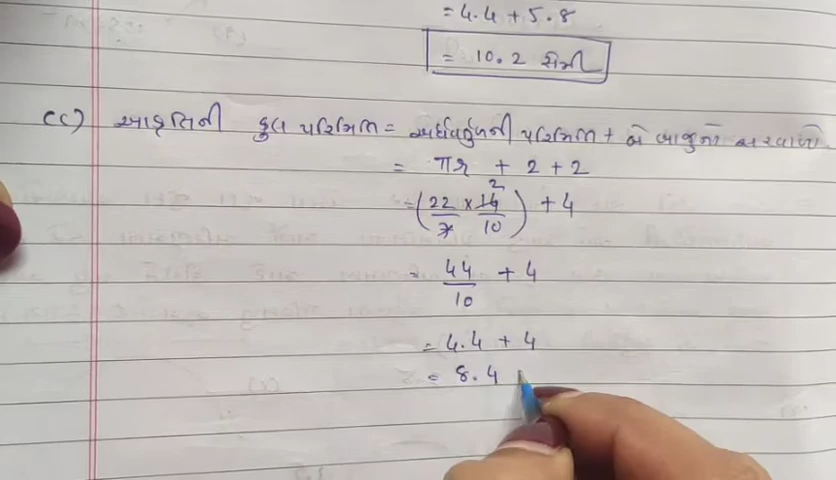 = 4.4 + 5.8
= 10.2 સેમી
(c) આકૃતિની કુલ પરિમિતિ = અર્ધવર્તુળની પરિમિતિ + બે બાજુનો સરવાળો
= πr + 2 + 2
= (22/7 × 14/10) + 4
2
= 44/10 + 4
= 4.4 + 4
= 8.4